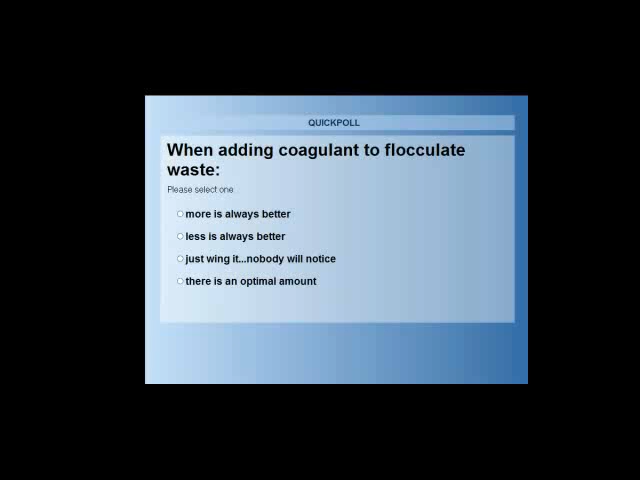 QUICKPOLL
When adding coagulant to flocculate
waste:
Please select one
more is always better
less is always better
just wing it...nobody will notice
there is an optimal amount